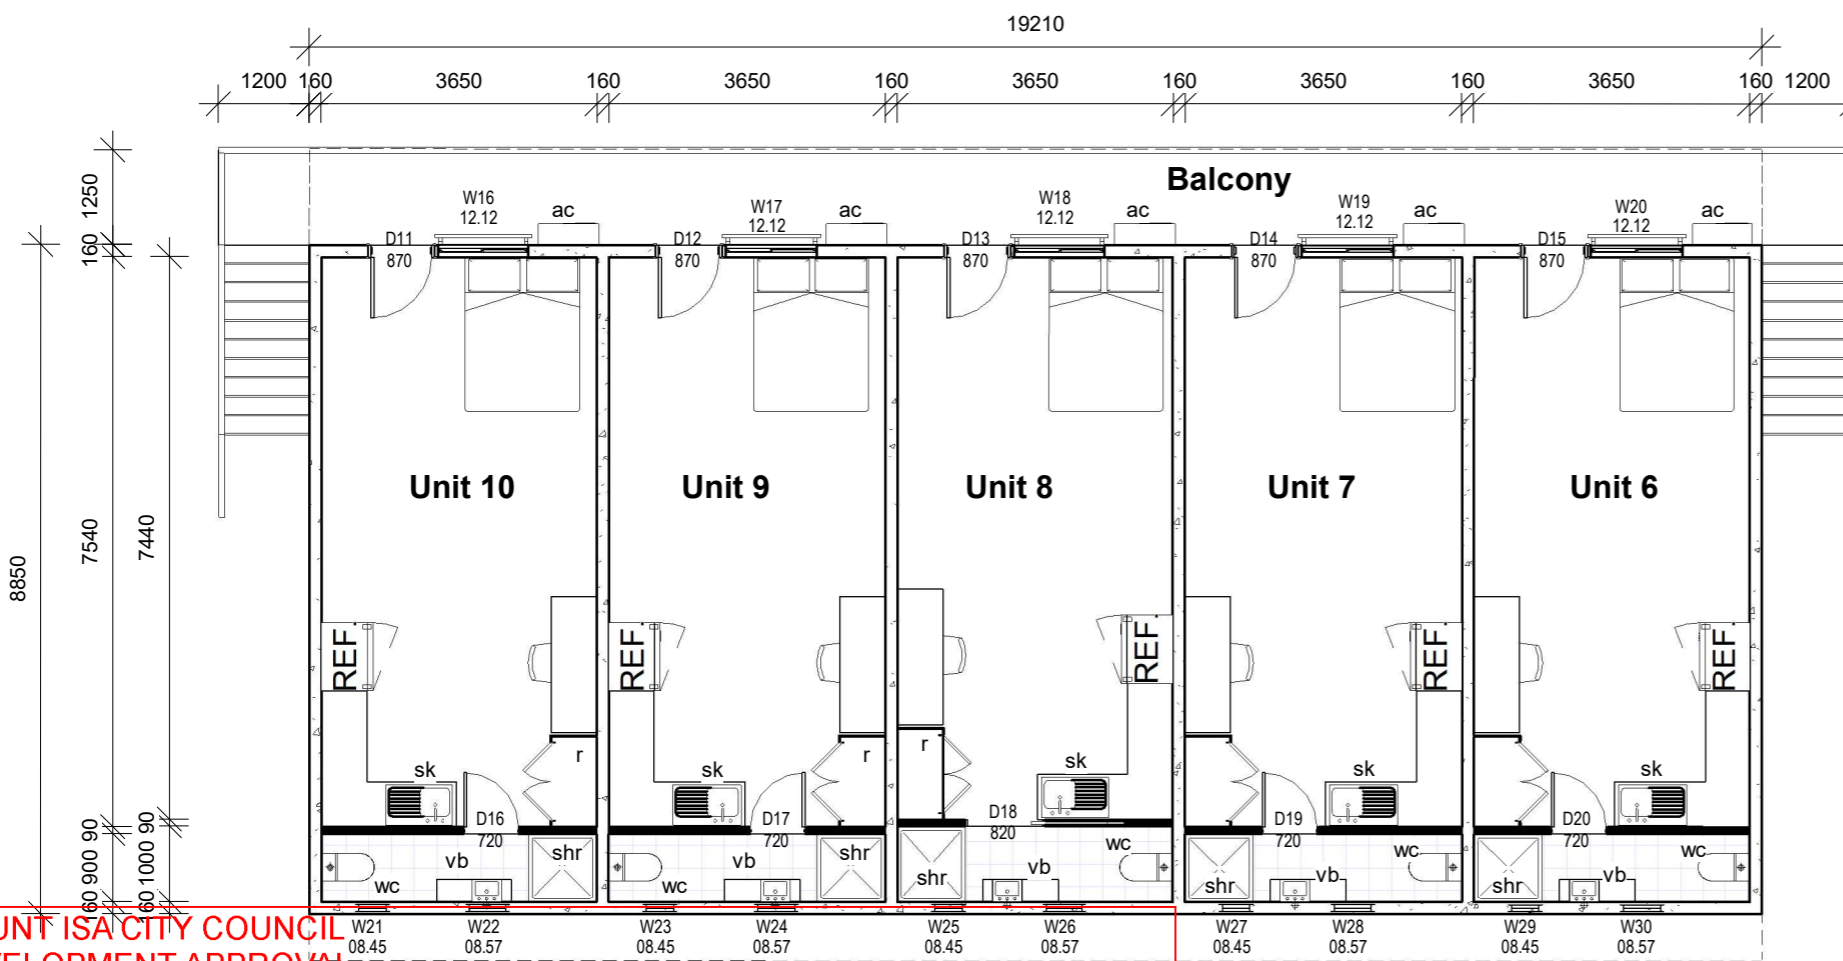 19210
1200 160 3650 160 3650 160 3650 160 3650 160 3650 160 1200
Balcony
1250
160
7540
90
900
160
7440
90
1000
160
8850
W16
12.12
ac
W17
12.12
ac
W18
12.12
ac
W19
12.12
ac
W20
12.12
ac
D11
870
D12
870
D13
870
D14
870
D15
870
Unit 10
Unit 9
Unit 8
Unit 7
Unit 6
REF
REF
REF
REF
REF
r
r
r
sk
sk
sk
sk
sk
D16
720
D17
720
D18
820
D19
720
D20
720
wc
vb
shr
wc
vb
shr
shr
vb
wc
shr
vb
wc
shr
vb
wc
W21
08.45
W22
08.57
W23
08.45
W24
08.57
W25
08.45
W26
08.57
W27
08.45
W28
08.57
W29
08.45
W30
08.57
UNT ISA CITY COUNCIL
VELOPMENT APPROVAL